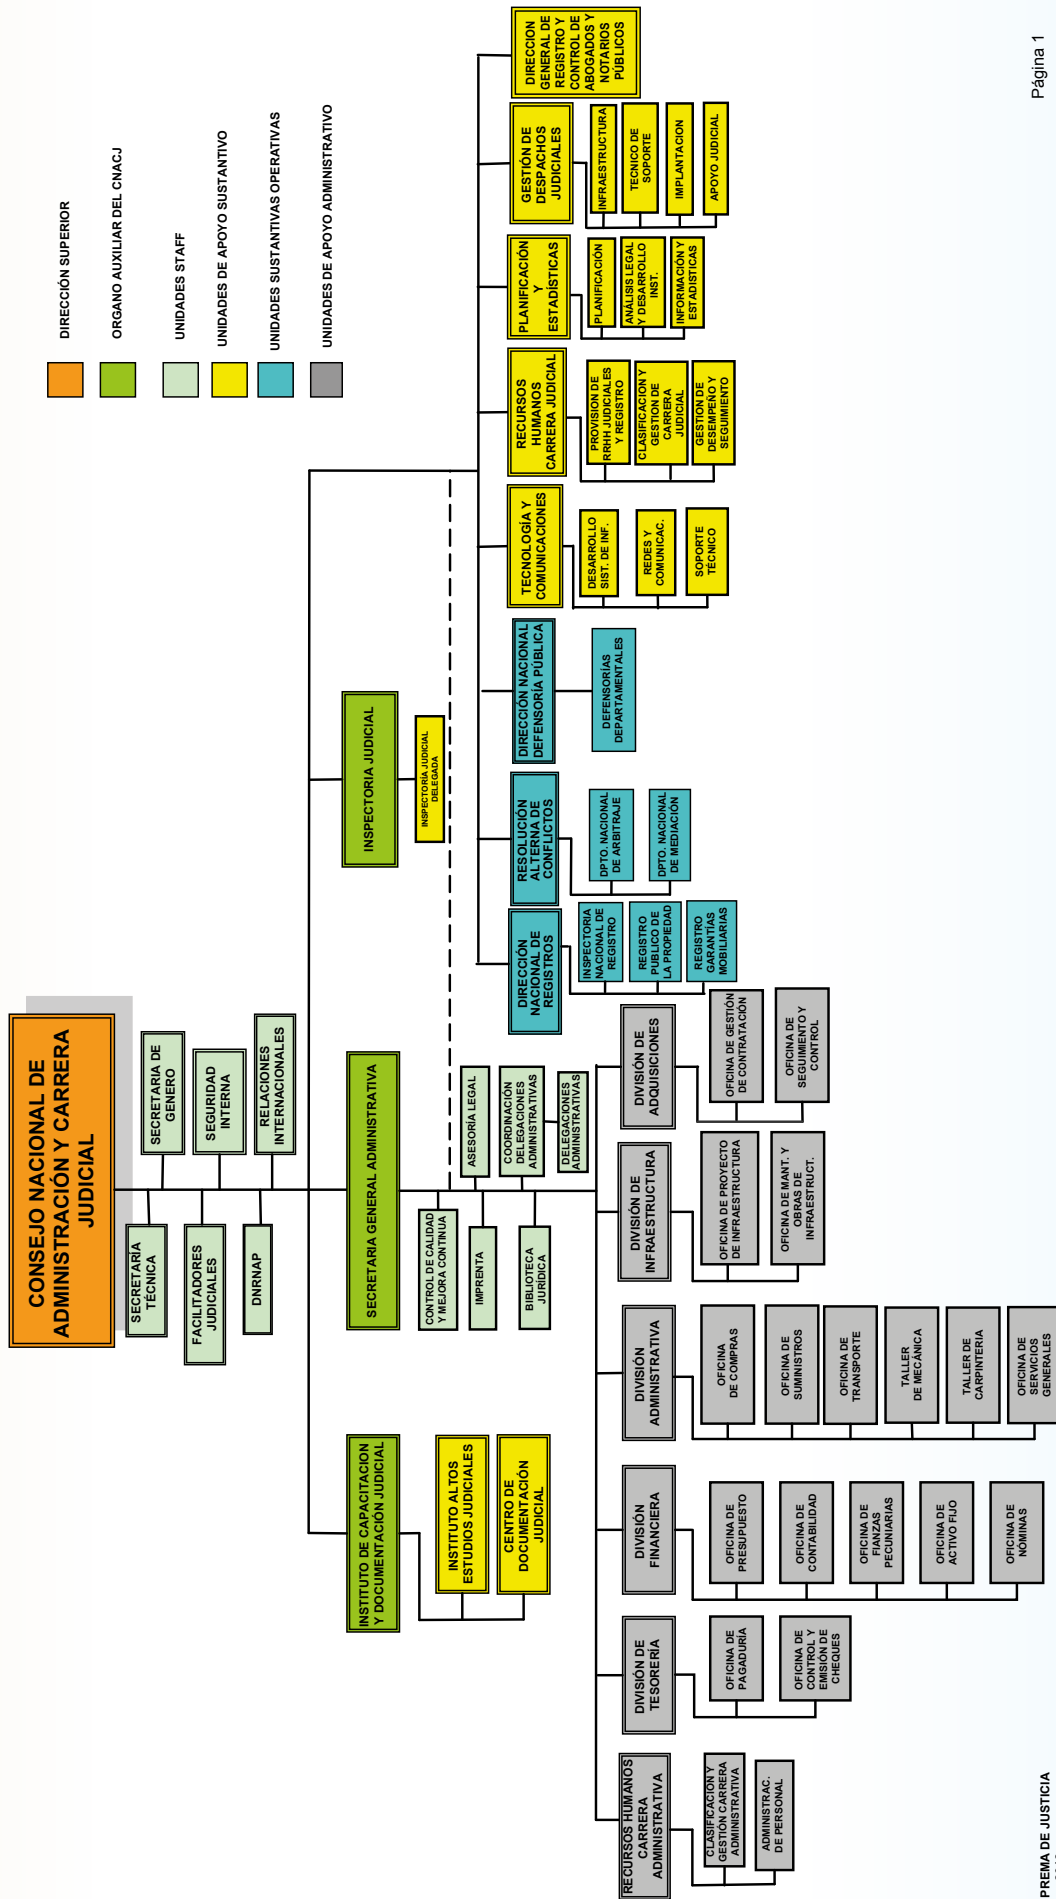 CONSEJO NACIONAL DE
ADMINISTRACIÓN Y CARRERA
JUDICIAL
SECRETARÍA
TÉCNICA
SECRETARIA DE
GENERO
FACILITADORES
JUDICIALES
SEGURIDAD
INTERNA
DNRNAP
RELACIONES
INTERNACIONALES
DIRECCIÓN SUPERIOR
ORGANO AUXILIAR DEL CNACJ
UNIDADES STAFF
UNIDADES DE APOYO SUSTANTIVO
UNIDADES SUSTANTIVAS OPERATIVAS
UNIDADES DE APOYO ADMINISTRATIVO
INSTITUTO DE CAPACITACION
Y DOCUMENTACIÓN JUDICIAL
INSTITUTO ALTOS
ESTUDIOS JUDICIALES
CENTRO DE
DOCUMENTACIÓN
JUDICIAL
SECRETARIA GENERAL ADMINISTRATIVA
CONTROL DE CALIDAD
Y MEJORA CONTINUA
ASESORÍA LEGAL
IMPRENTA
COORDINACIÓN
DELEGACIONES
ADMINISTRATIVAS
BIBLIOTECA
JURÍDICA
DELEGACIONES
ADMINISTRATIVAS
INSPECTORIA JUDICIAL
INSPECTORÍA JUDICIAL
DELEGADA
DIRECCIÓN
NACIONAL DE
REGISTROS
INSPECTORIA
NACIONAL DE
REGISTRO
REGISTRO
PUBLICO DE
LA PROPIEDAD
REGISTRO
GARANTÍAS
MOBILIARIAS
RESOLUCIÓN
ALTERNA DE
CONFLICTOS
DPTO. NACIONAL
DE ARBITRAJE
DPTO. NACIONAL
DE MEDIACIÓN
DIRECCIÓN NACIONAL
DEFENSORÍA PÚBLICA
DEFENSORÍAS
DEPARTAMENTALES
TECNOLOGÍA Y
COMUNICACIONES
DESARROLLO
SIST. DE INF.
REDES Y
COMUNICAC.
SOPORTE
TÉCNICO
RECURSOS
HUMANOS
CARRERA JUDICIAL
PROVISION DE
RRHH JUDICIALES
Y REGISTRO
CLASIFICACION Y
GESTION DE
CARRERA
JUDICIAL
GESTION DE
DESEMPEÑO Y
SEGUIMIENTO
PLANIFICACIÓN
Y
ESTADÍSTICAS
PLANIFICACIÓN
ANÁLISIS LEGAL
Y DESARROLLO
INST.
INFORMACIÓN Y
ESTADISTICAS
GESTIÓN DE
DESPACHOS
JUDICIALES
INFRAESTRUCTURA
TECNICO DE
SOPORTE
IMPLANTACION
APOYO JUDICIAL
DIRECCION
GENERAL DE
REGISTRO Y
CONTROL DE
ABOGADOS Y
NOTARIOS
PÚBLICOS
RECURSOS HUMANOS
CARRERA
ADMINISTRATIVA
CLASIFICACION Y
GESTIÓN CARRERA
ADMINISTRATIVA
ADMINISTRAC.
DE PERSONAL
DIVISIÓN DE
TESORERÍA
OFICINA DE
PAGADURÍA
OFICINA DE
CONTROL Y
EMISIÓN DE
CHEQUES
DIVISIÓN
FINANCIERA
OFICINA DE
PRESUPUESTO
OFICINA DE
CONTABILIDAD
OFICINA DE
FIANZAS
PECUNIARIAS
OFICINA DE
ACTIVO FIJO
OFICINA DE
NÓMINAS
DIVISIÓN
ADMINISTRATIVA
OFICINA
DE COMPRAS
OFICINA DE
SUMINISTROS
OFICINA DE
TRANSPORTE
TALLER
DE MECÁNICA
TALLER DE
CARPINTERIA
OFICINA DE
SERVICIOS
GENERALES
DIVISIÓN DE
INFRAESTRUCTURA
OFICINA DE PROYECTO
DE INFRAESTRUCTURA
OFICINA DE MANT. Y
OBRAS DE
INFRAESTRUCT.
DIVISIÓN DE
ADQUISICIONES
OFICINA DE GESTIÓN
DE CONTRATACIÓN
OFICINA DE
SEGUIMIENTO Y
CONTROL
PREMA DE JUSTICIA
Página 1